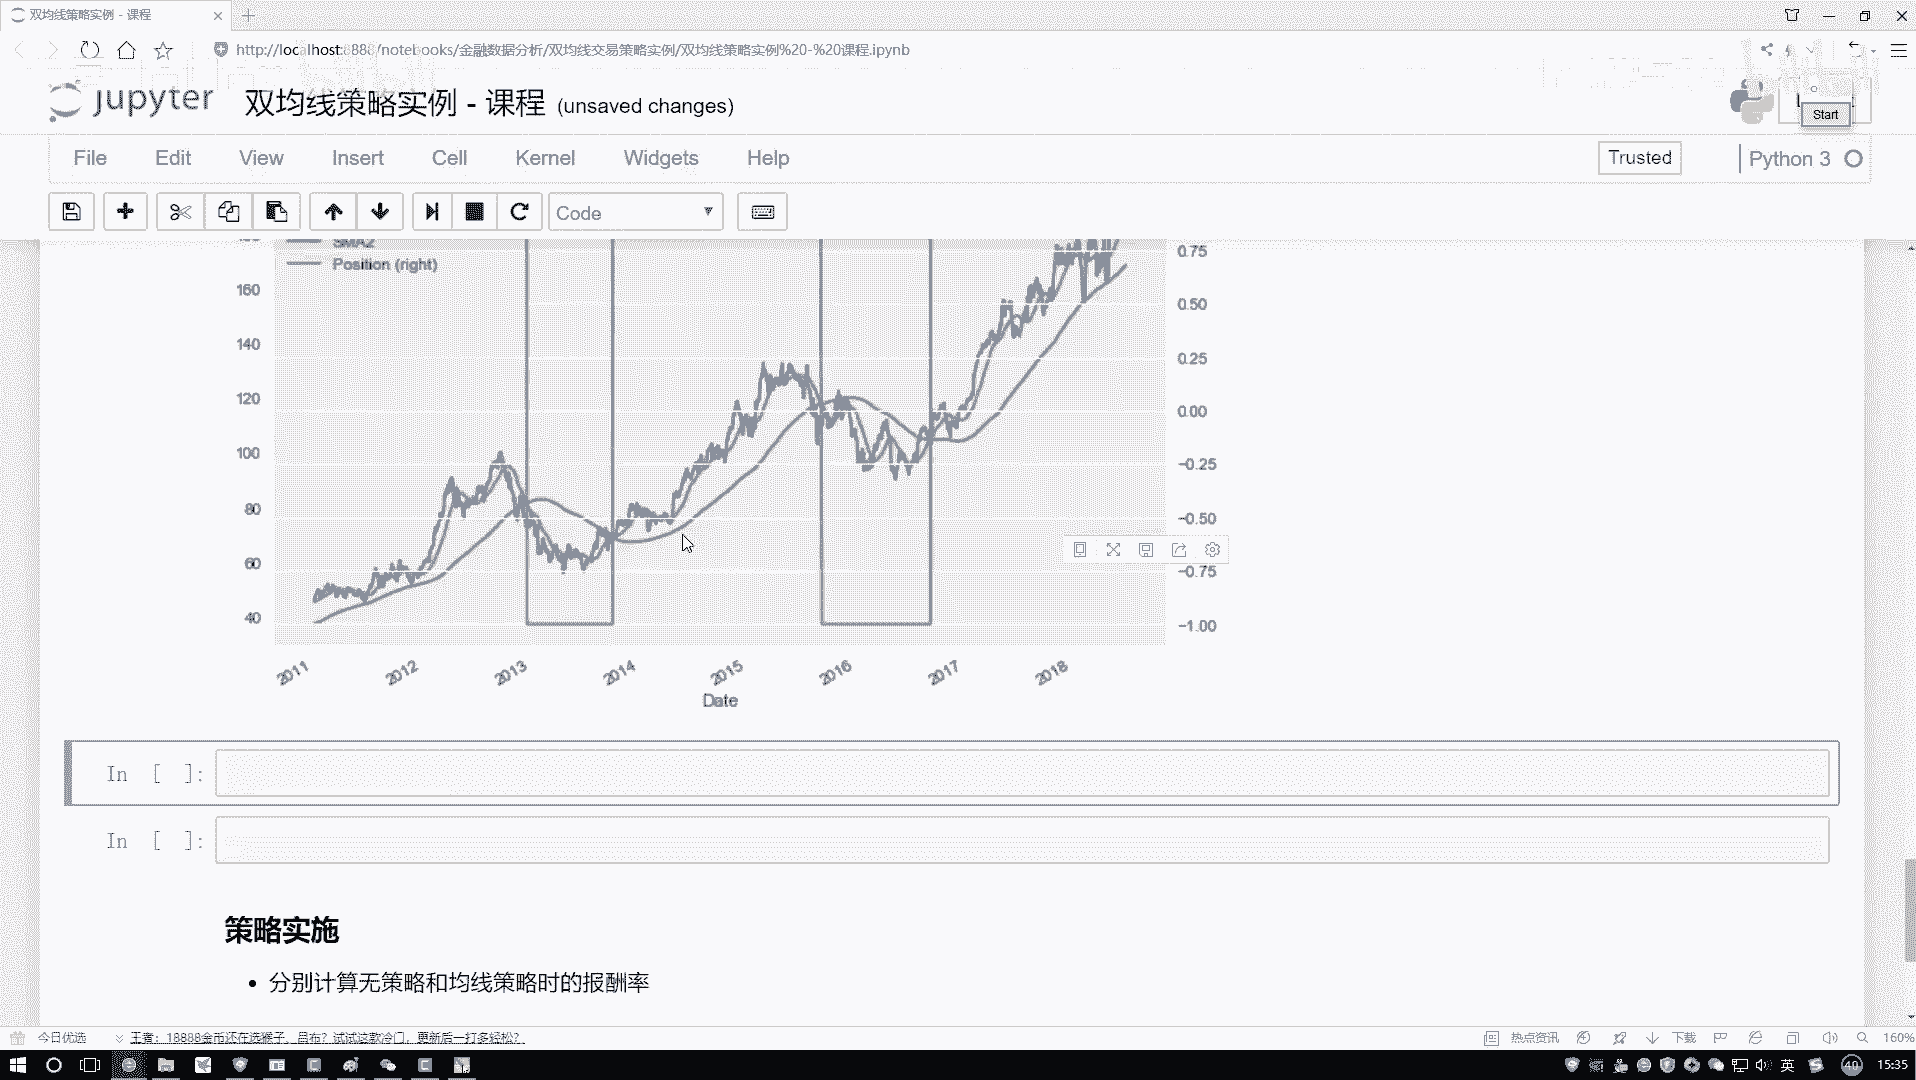 双均线策略实例 - 课程
http://localhost:8888/notebooks/金融数据分析/双均线交易策略实例/双均线策略实例%20-%20课程.ipynb
jupyter 双均线策略实例 - 课程 (unsaved changes)
Start
File Edit View Insert Cell Kernel Widgets Help
Trusted Python 3
Code
SMA2
Position (right)
160
140
120
100
80
60
40
0.75
0.50
0.25
0.00
−0.25
−0.50
−0.75
−1.00
2011 2012 2013 2014 2015 2016 2017 2018
Date
In [ ]:
In [ ]:
策略实施
• 分别计算无策略和均线策略时的报酬率
今日优选 王者：18888金币还在选猴子、吕布？试试这款冷门，更新后一打多轻松？
热点资讯 下载 160%
英 40 15:35